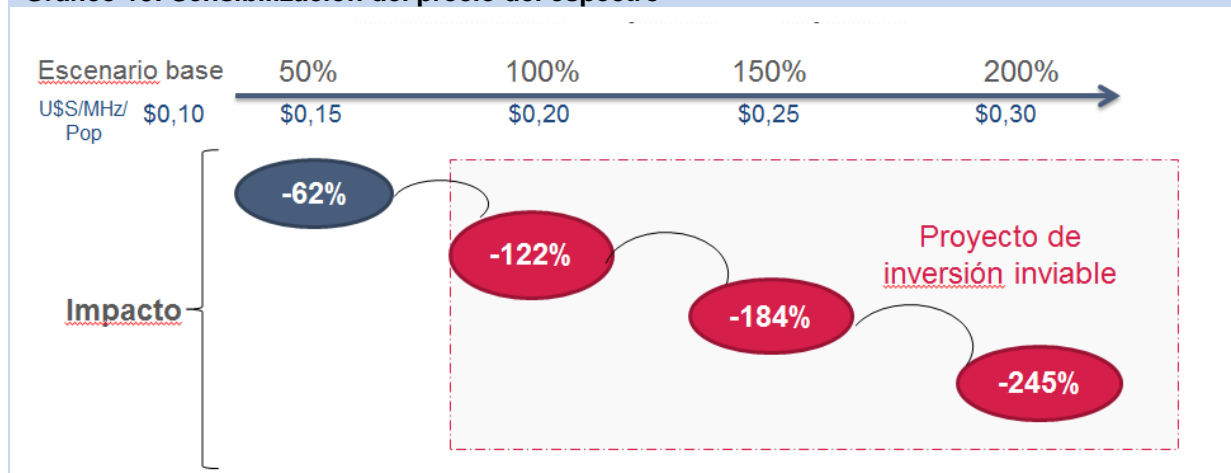 Escenario base 50% 100% 150% 200%
U$S/MHz/
Pop
$0,10 $0,15 $0,20 $0,25 $0,30
-62%
-122%
Proyecto de
inversión inviable
Impacto
-184%
-245%